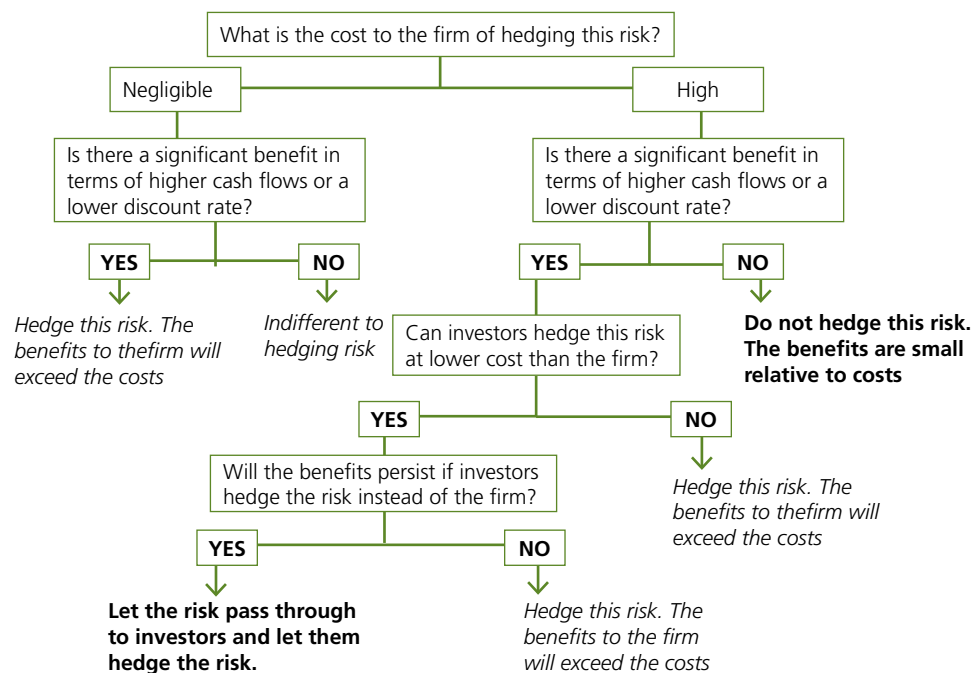 What is the cost to the firm of hedging this risk?
Negligible
High
Is there a significant benefit in
terms of higher cash flows or a
lower discount rate?
Is there a significant benefit in
terms of higher cash flows or a
lower discount rate?
YES
NO
YES
NO
Hedge this risk. The
benefits to thefirm will
exceed the costs
Indifferent to
hedging risk
Can investors hedge this risk
at lower cost than the firm?
Do not hedge this risk.
The benefits are small
relative to costs
YES
NO
Will the benefits persist if investors
hedge the risk instead of the firm?
Hedge this risk. The
benefits to thefirm will
exceed the costs
YES
NO
Let the risk pass through
to investors and let them
hedge the risk.
Hedge this risk. The
benefits to the firm
will exceed the costs